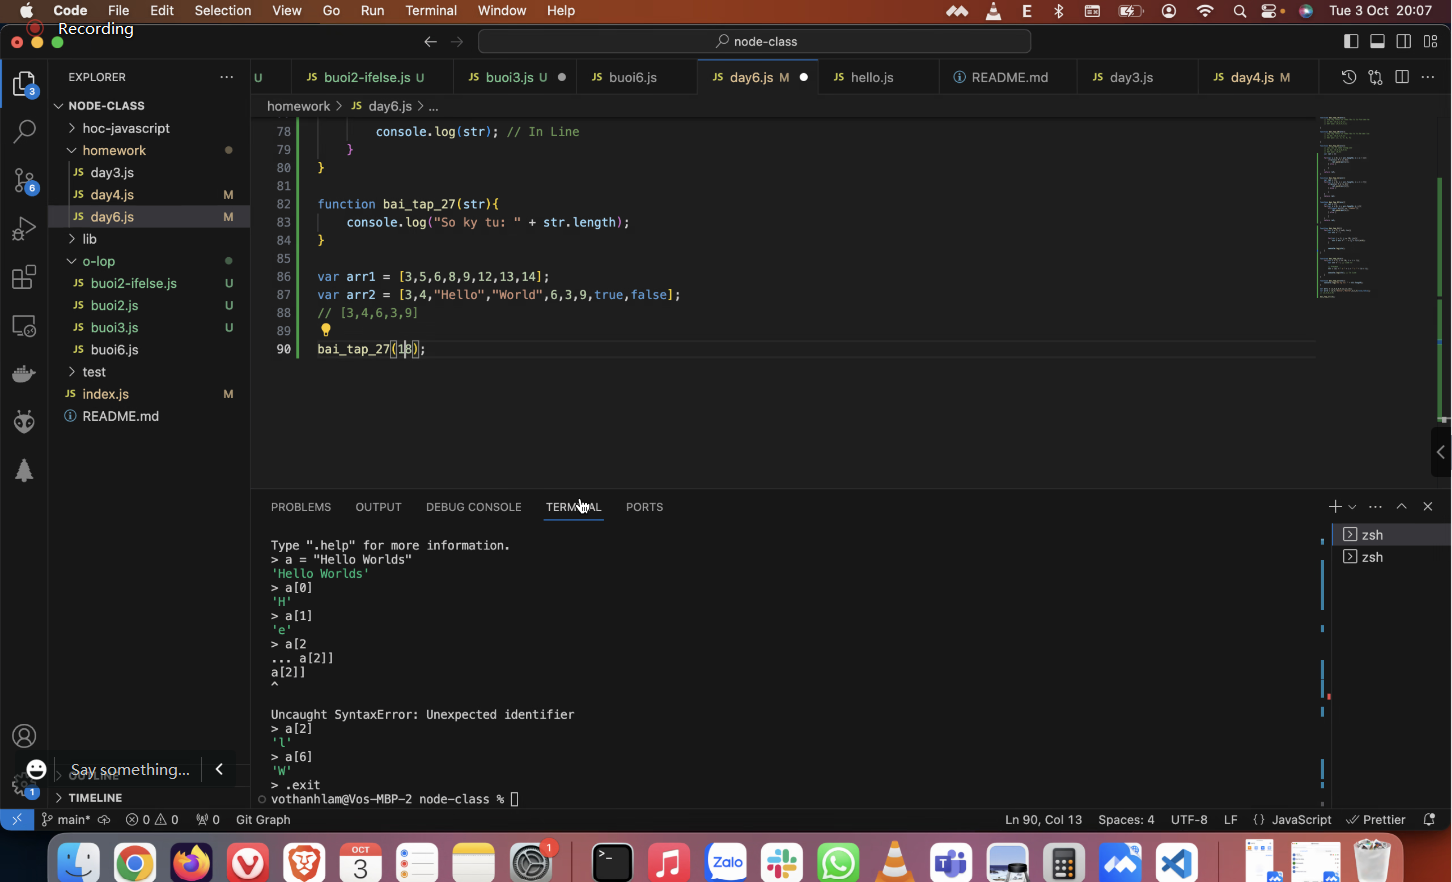 Code File Edit Selection View Go Run Terminal Window Help E Tue 3 Oct 20:07
Recording
node-class
EXPLORER ...
U JS buoi2-ifelse.js U JS buoi3.js U JS buoi6.js JS day6.js M JS hello.js README.md JS day3.js JS day4.js M
homework > JS day6.js > ...
NODE-CLASS
hoc-javascript
homework
JS day3.js
JS day4.js M
JS day6.js M
lib
o-lop
JS buoi2-ifelse.js U
JS buoi2.js U
JS buoi3.js U
JS buoi6.js
test
JS index.js M
README.md
3
6
78 console.log(str); // In Line
79 }
80 }
81
82 function bai_tap_27(str){
83 console.log("So ky tu: " + str.length);
84 }
85
86 var arr1 = [3,5,6,8,9,12,13,14];
87 var arr2 = [3,4,"Hello","World",6,3,9,true,false];
88 // [3,4,6,3,9]
89
90 bai_tap_27(18);
PROBLEMS OUTPUT DEBUG CONSOLE TERMINAL PORTS
zsh
zsh
Type ".help" for more information.
> a = "Hello Worlds"
'Hello Worlds'
> a[0]
'H'
> a[1]
'e'
> a[2
... a[2]]
a[2]]
^
Uncaught SyntaxError: Unexpected identifier
> a[2]
'l'
> a[6]
'W'
> .exit
vothanhlam@Vos-MBP-2 node-class %
Say something...
OUTLINE
1
TIMELINE
main* 0 0 0 Git Graph Ln 90, Col 13 Spaces: 4 UTF-8 LF {} JavaScript Prettier
OCT
3
1
>_
Zalo